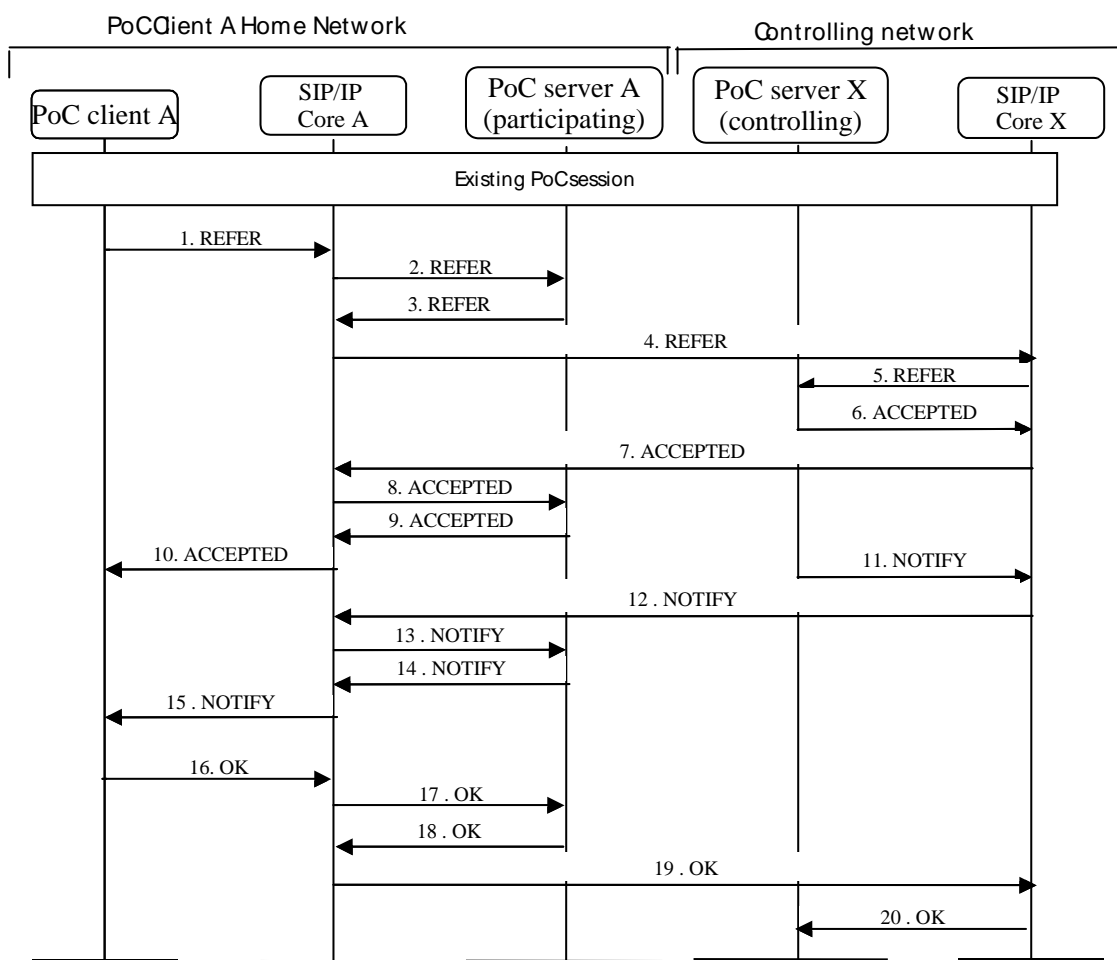 PoCClient A Home Network
Controlling network
PoC client A
SIP/IP
Core A
PoC server A
(participating)
PoC server X
(controlling)
SIP/IP
Core X
Existing PoCsession
1. REFER
2. REFER
3. REFER
4. REFER
5. REFER
6. ACCEPTED
7. ACCEPTED
8. ACCEPTED
9. ACCEPTED
10. ACCEPTED
11. NOTIFY
12 . NOTIFY
13 . NOTIFY
14 . NOTIFY
15 . NOTIFY
16. OK
17 . OK
18 . OK
19 . OK
20 . OK